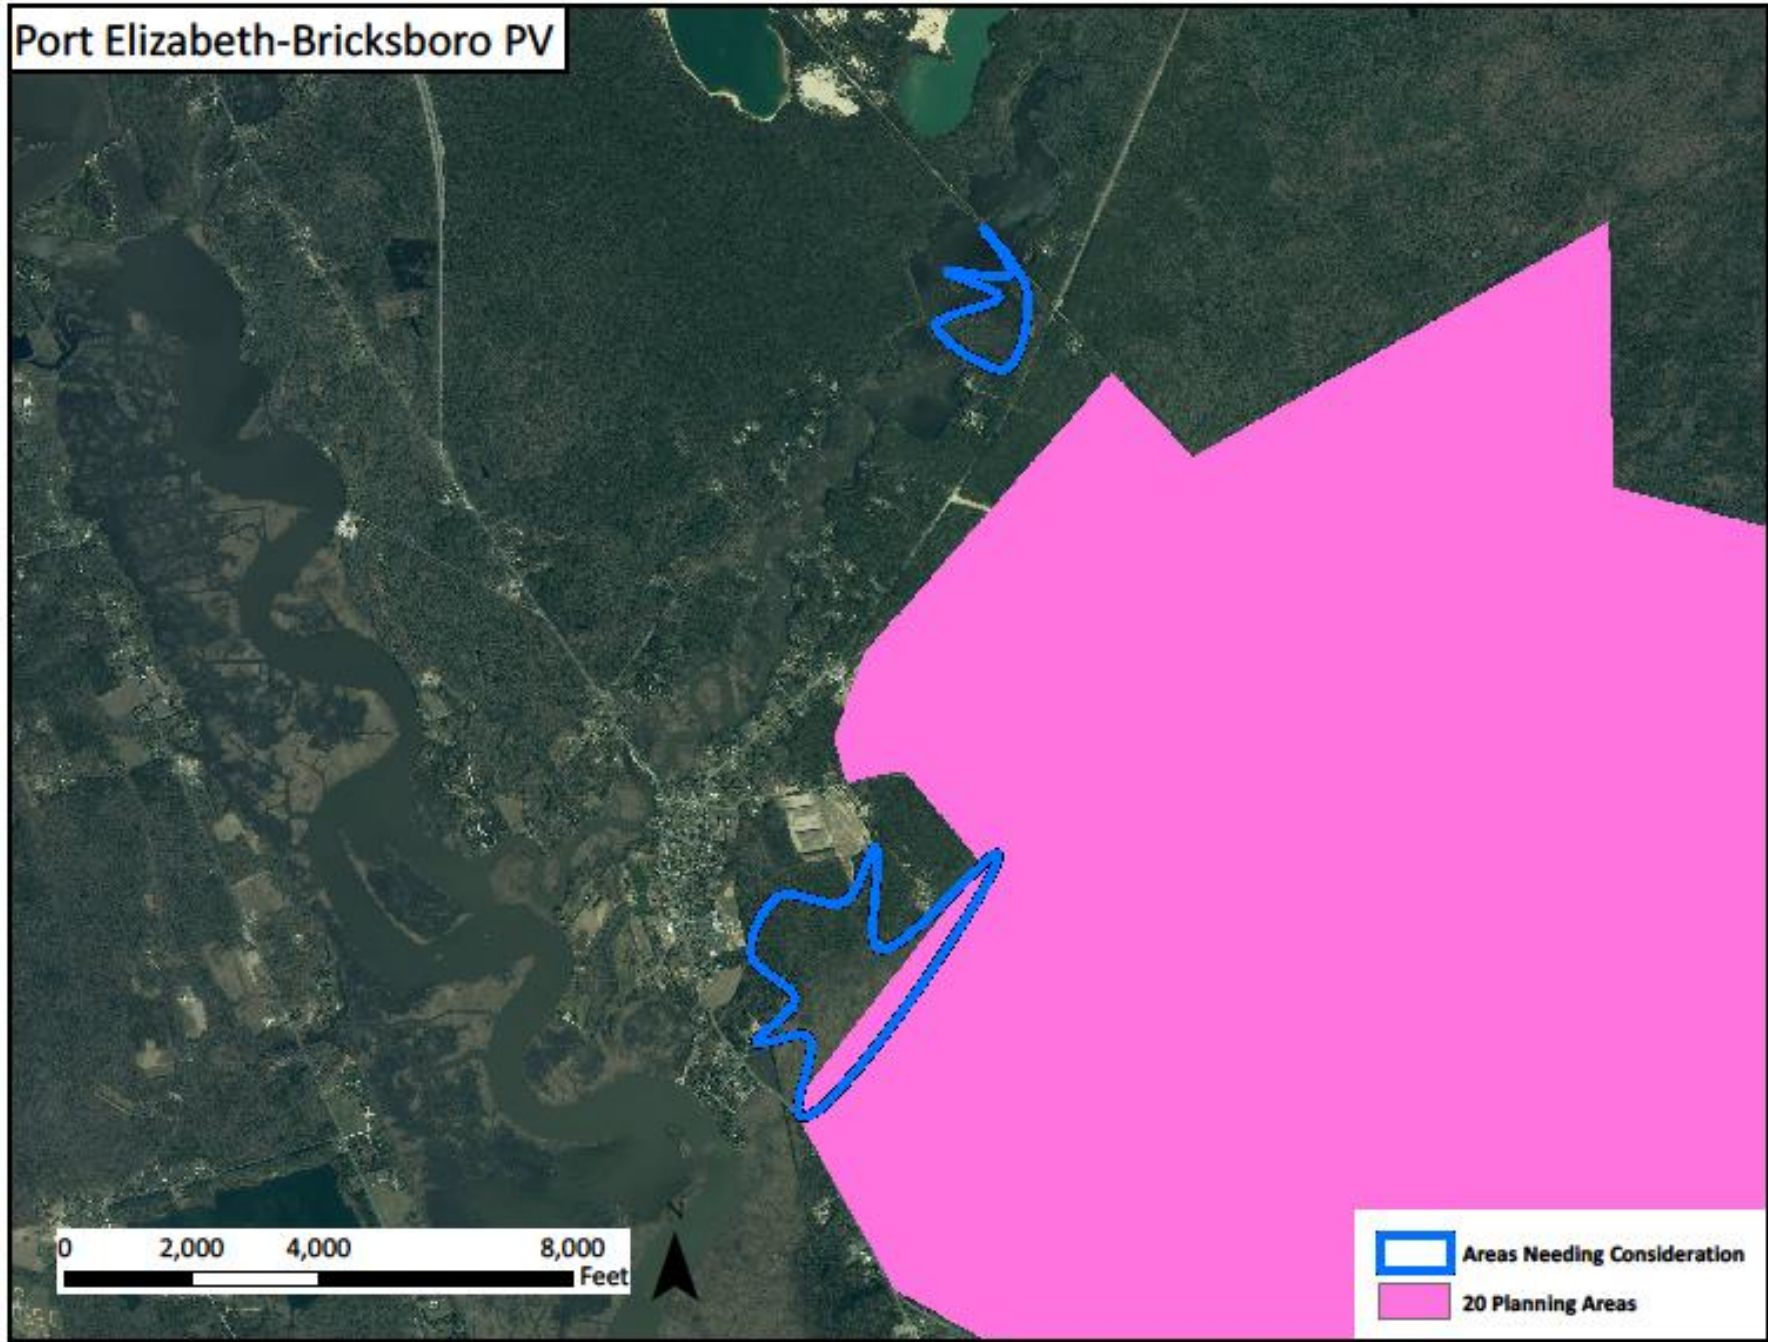 Port Elizabeth-Bricksboro PV
0 2,000 4,000 8,000
Feet
N
Areas Needing Consideration
20 Planning Areas